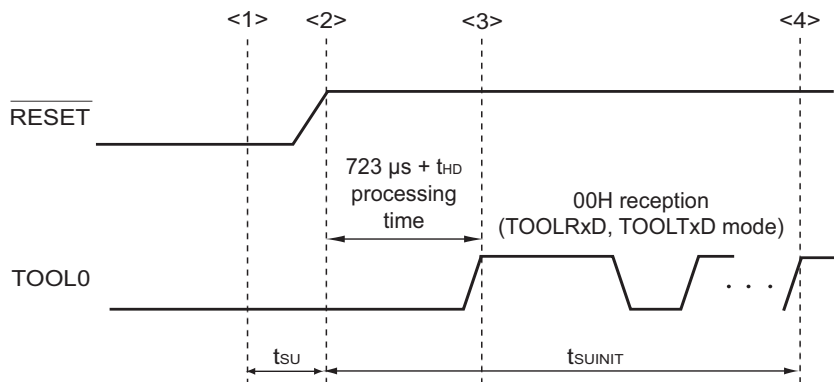 <1> <2> <3> <4>
RESET
723 µs + tHD
processing
time
00H reception
(TOOLRxD, TOOLTxD mode)
TOOL0
. . .
tSU
tSUINIT